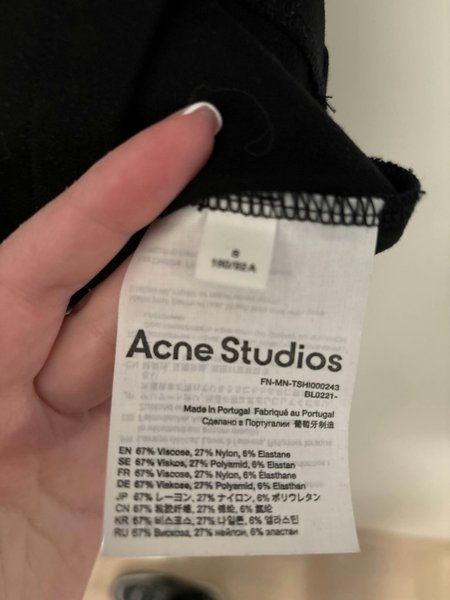 S
180/92A
Acne Studios
FN-MN-TSHI000243
BL0221-
Made in Portugal Fabriqué au Portugal
Сделано в Португалии 葡萄牙制造
EN 67% Viscose, 27% Nylon, 6% Elastane
SE 67% Viskos, 27% Polyamid, 6% Elastan
FR 67% Viscose, 27% Nylon, 6% Elasthane
DE 67% Viskose, 27% Polyamid, 6% Elasthan
JP 67% レーヨン, 27% ナイロン, 6% ポリウレタン
CN 67% 粘胶纤维, 27% 锦纶, 6% 氨纶
KR 67% 비스코스, 27% 나일론, 6% 엘라스틴
RU 67% Вискоза, 27% нейлон, 6% эластан